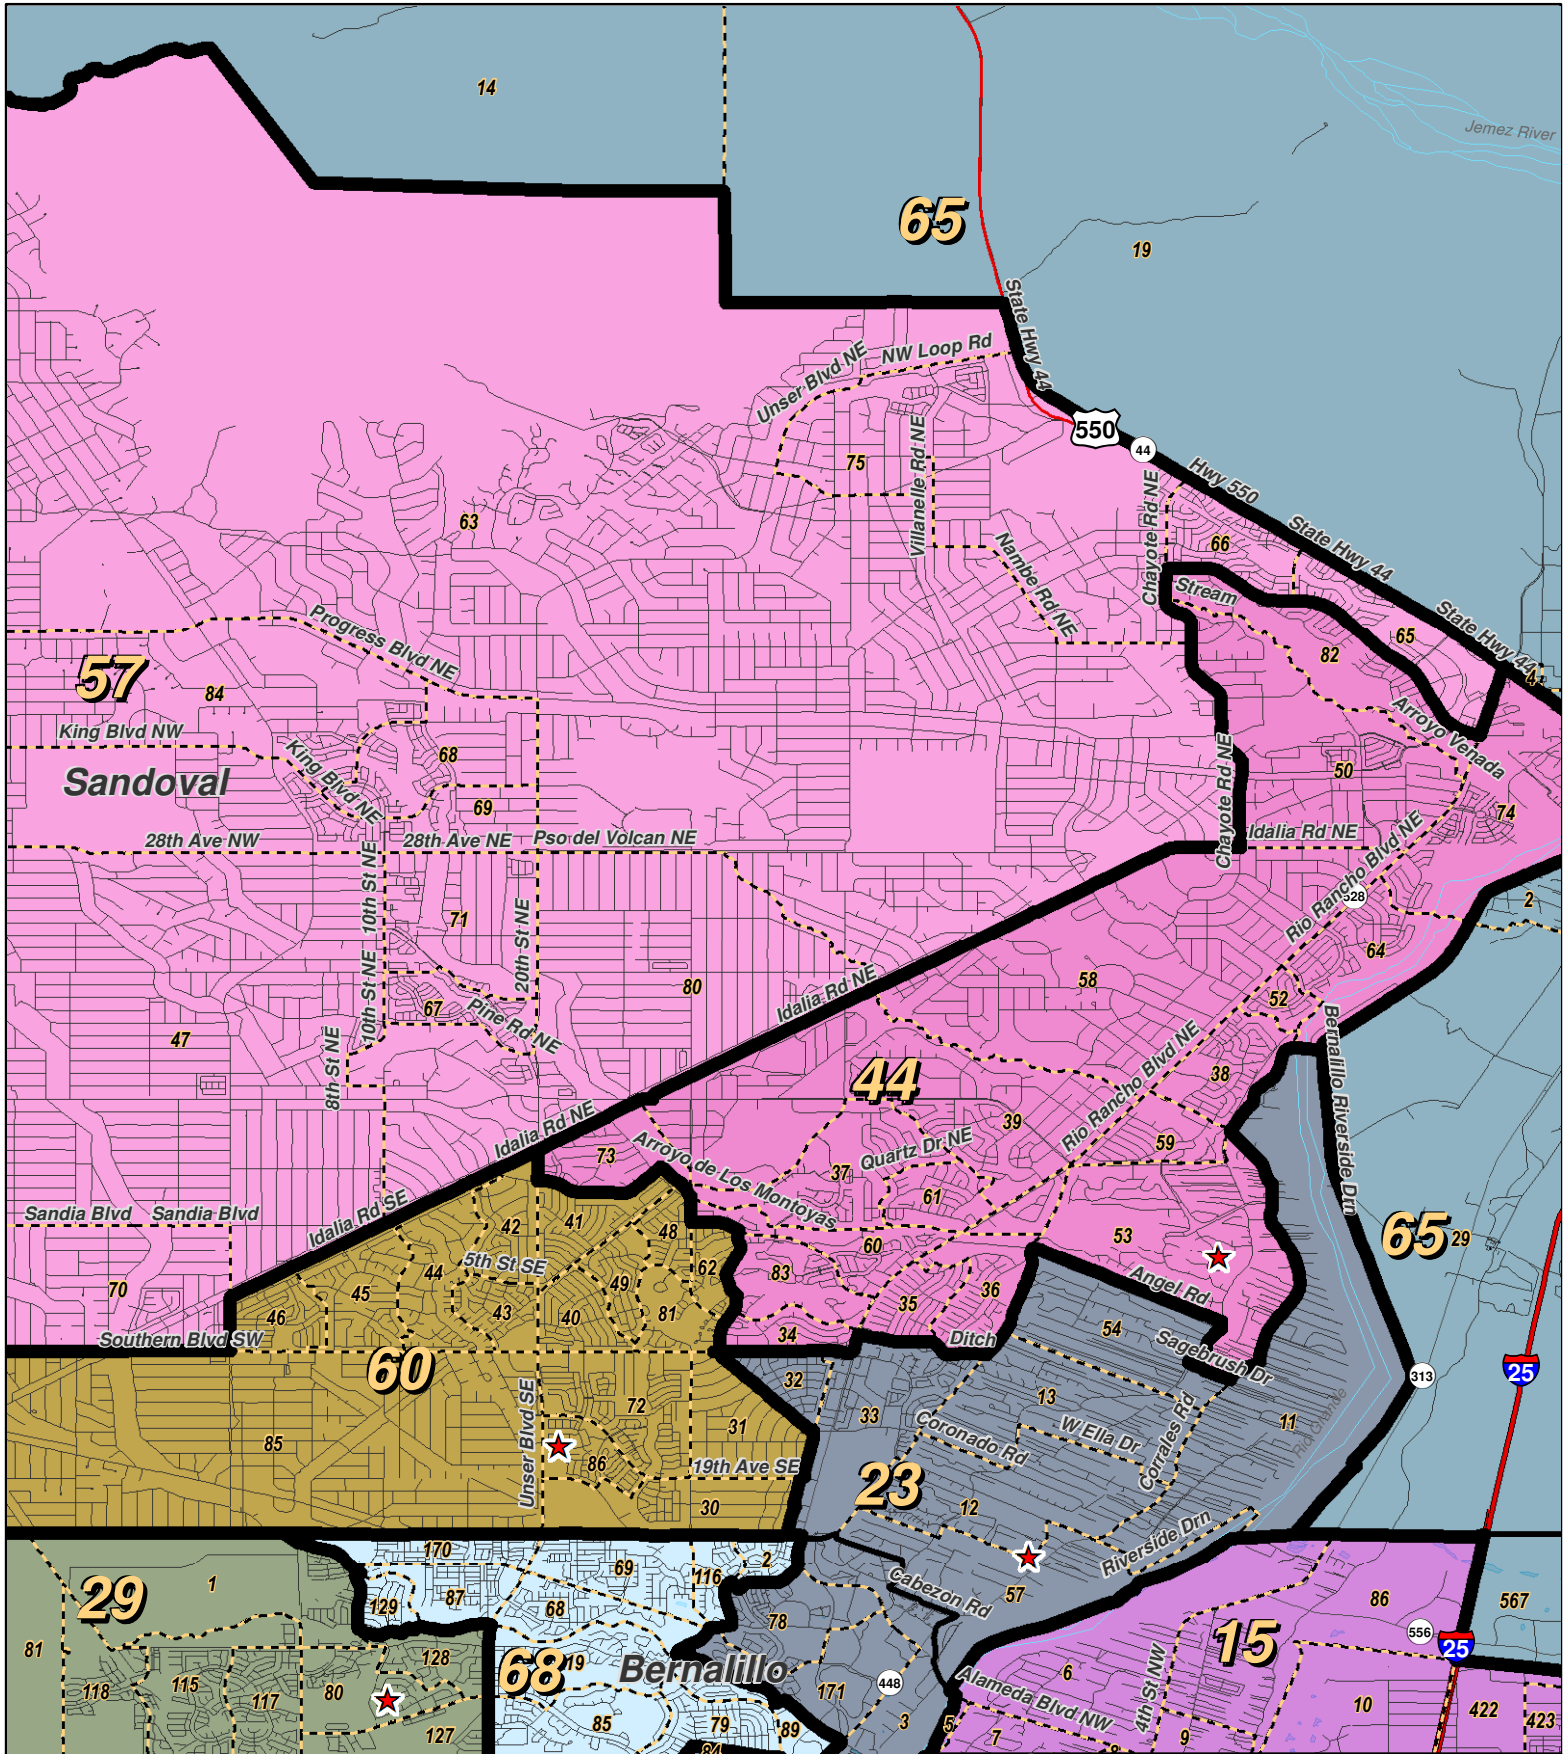 14
Jemez River
65
19
State Hwy 44
NW Loop Rd
Unser Blvd NE
550
44
75
Villanelle Rd NE
Hwy 550
Chayote Rd NE
63
66
State Hwy 44
Nambe Rd NE
Stream
Progress Blvd NE
65
State Hwy 44
82
4
57
84
Arroyo Venada
King Blvd NW
King Blvd NE
68
50
Sandoval
Chayote Rd NE
69
74
28th Ave NW
28th Ave NE
Pso del Volcan NE
Idalia Rd NE
10th St NE
Rio Rancho Blvd NE
528
2
71
20th St NE
64
80
Idalia Rd NE
58
52
67
Pine Rd NE
10th St NE
47
8th St NE
Bernalillo Riverside Drn
44
38
Rio Rancho Blvd NE
39
Idalia Rd NE
59
Quartz Dr NE
73
Arroyo de Los Montoyas
37
61
Sandia Blvd
Sandia Blvd
Idalia Rd SE
42
41
48
53
65
29
60
5th St SE
44
62
83
49
45
70
46
43
40
81
36
35
Angel Rd
34
Ditch
54
Southern Blvd SW
Sagebrush Dr
60
32
313
25
13
72
33
31
11
Rio Grande
Coronado Rd
W Ella Dr
Corrales Rd
85
Unser Blvd SE
86
19th Ave SE
23
30
12
Riverside Drn
170
69
2
116
1
29
129
87
68
Cabezon Rd
57
86
567
556
25
78
15
81
128
68
19
Bernalillo
6
118
115
117
80
171
448
Alameda Blvd NW
4th St NW
10
422
423
127
85
79
89
3
5
7
8
9
84